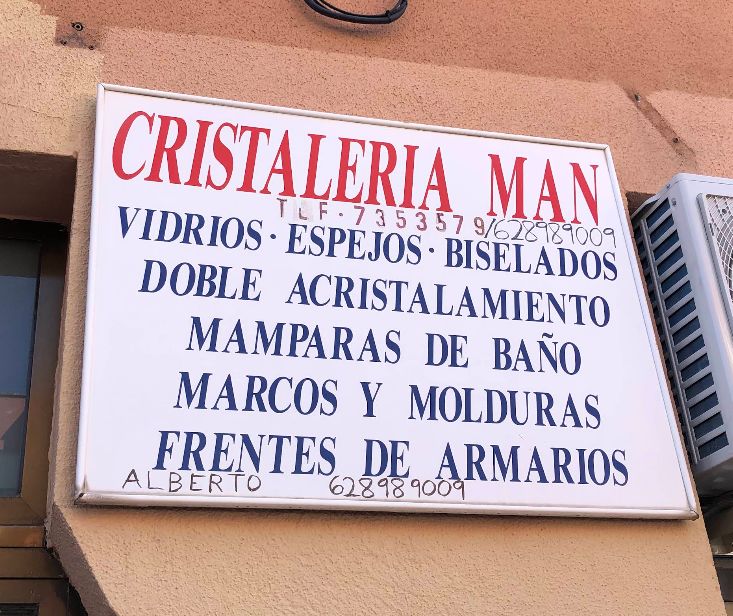 CRISTALERIA MAN
TLF. 7353579/628989009
VIDRIOS · ESPEJOS · BISELADOS
DOBLE ACRISTALAMIENTO
MAMPARAS DE BAÑO
MARCOS Y MOLDURAS
FRENTES DE ARMARIOS
ALBERTO 628989009